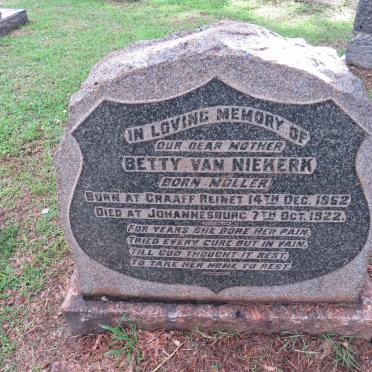 IN LOVING MEMORY OF
OUR DEAR MOTHER
BETTY VAN NIEKERK
BORN MOLLER
BORN AT GRAAFF REINET 14TH DEC. 1852
DIED AT JOHANNESBURG 7TH OCT. 1922.
FOR YEARS SHE BORE HER PAIN,
TRIED EVERY CURE BUT IN VAIN,
TILL GOD THOUGHT IT BEST,
TO TAKE HER HOME TO REST.